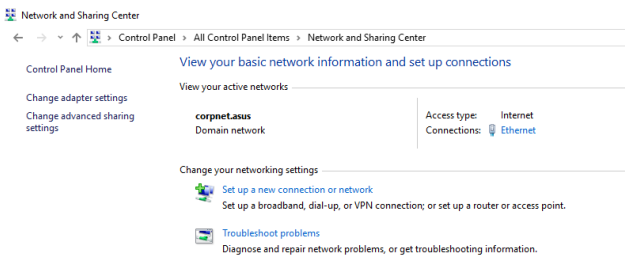 Network and Sharing Center
Control Panel > All Control Panel Items > Network and Sharing Center
Control Panel Home
Change adapter settings
Change advanced sharing
settings
View your basic network information and set up connections
View your active networks
corpnet.asus
Domain network
Access type: Internet
Connections: Ethernet
Change your networking settings
Set up a new connection or network
Set up a broadband, dial-up, or VPN connection; or set up a router or access point.
Troubleshoot problems
Diagnose and repair network problems, or get troubleshooting information.